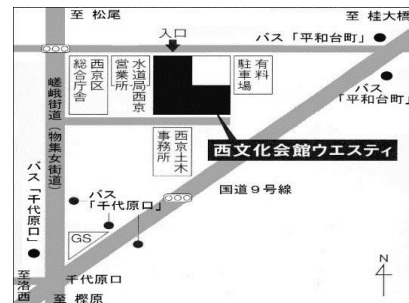 至 松尾
至 桂大橋
入口
バス「平和台町」
嵯峨街道(物集女街道)
西京区
総合庁舎
水道局西京
営業所
有料
駐車場
バス「平和台町」
西文化会館ウエスティ
西京土木
事務所
国道9号線
バス「千代原口」
バス
「千代原口」
GS
N
千代原口
至洛西
至 樫原